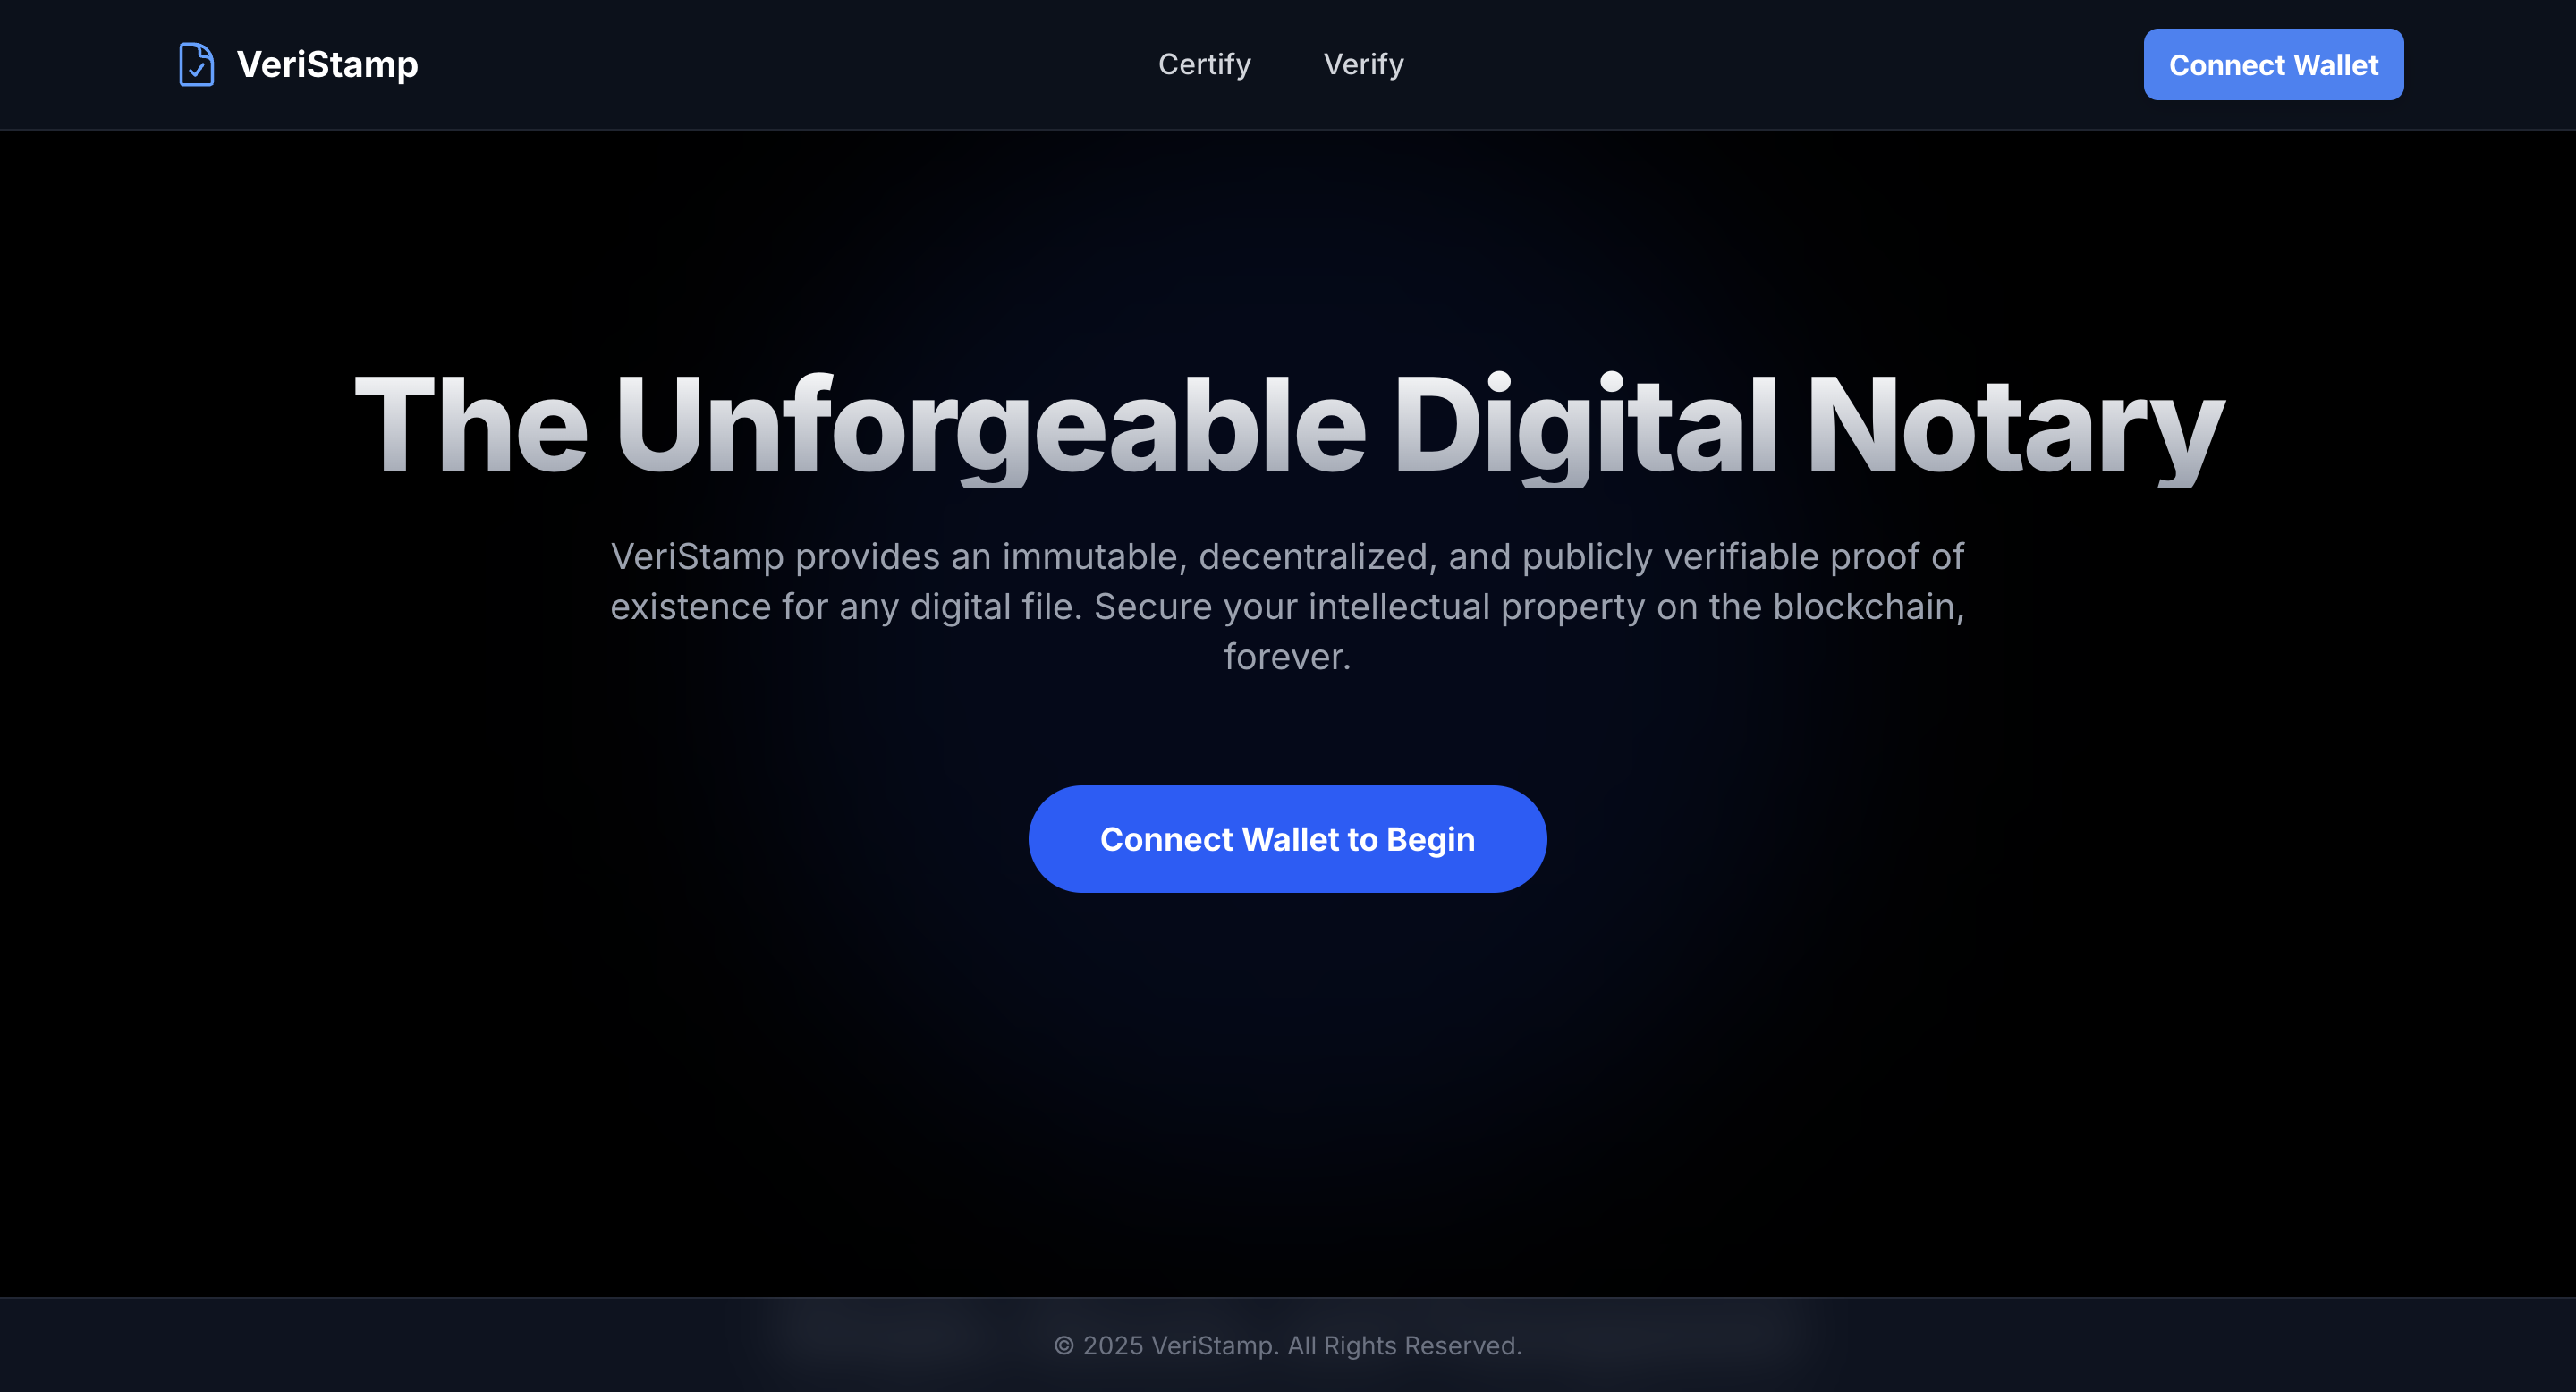 VeriStamp
Certify
Verify
Connect Wallet
The Unforgeable Digital Notary
VeriStamp provides an immutable, decentralized, and publicly verifiable proof of
existence for any digital file. Secure your intellectual property on the blockchain,
forever.
Connect Wallet to Begin
© 2025 VeriStamp. All Rights Reserved.